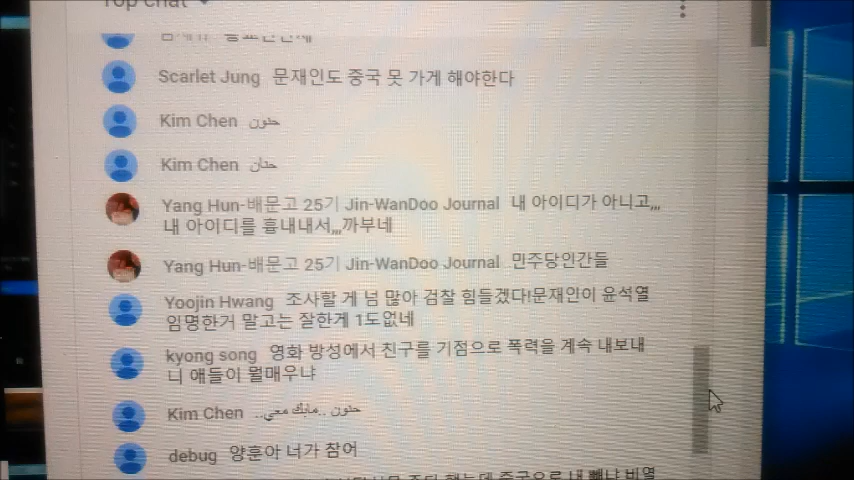 Top chat
Scarlet Jung 문재인도 중국 못 가게 해야한다
Kim Chen حنون
Kim Chen حنان
Yang Hun-배문고 25기 Jin-WanDoo Journal 내 아이디가 아니고,,,
내 아이디를 흉내내서,,,까부네
Yang Hun-배문고 25기 Jin-WanDoo Journal 민주당인간들
Yoojin Hwang 조사할 게 넘 많아 검찰 힘들겠다!문재인이 윤석열
임명한거 말고는 잘한게 1도없네
kyong song 영화 방성에서 친구를 기점으로 폭력을 계속 내보내
니 애들이 뭘매우냐
Kim Chen حنون ..مابك معي..
debug 양훈아 너가 참어